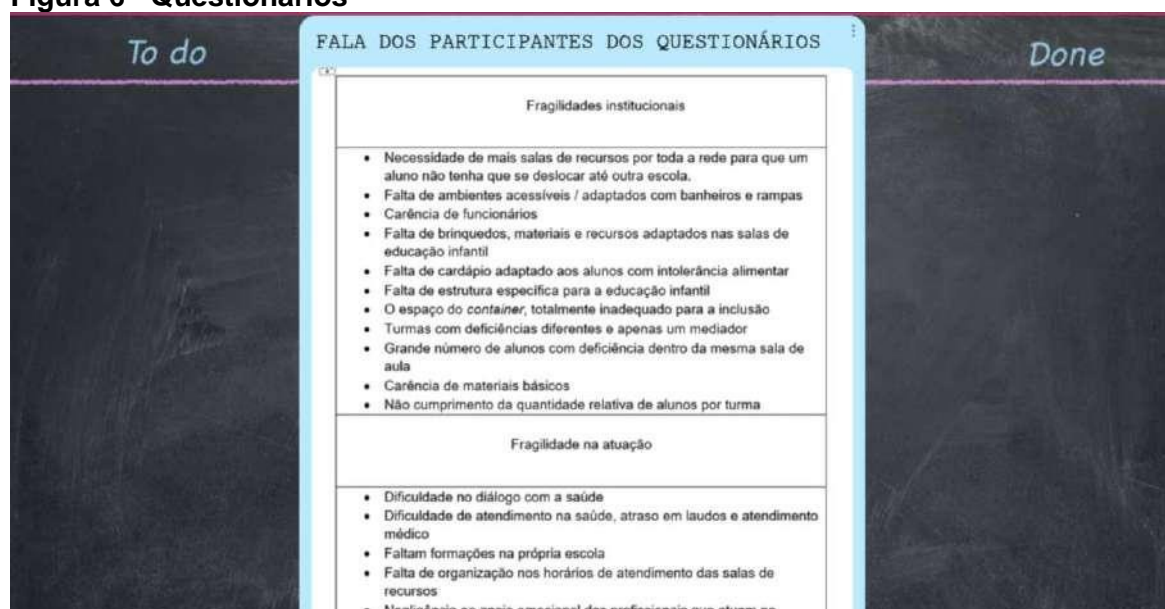 Figura 6 - Questionários
To do
FALA DOS PARTICIPANTES DOS QUESTIONÁRIOS
Done
Fragilidades institucionais
• Necessidade de mais salas de recursos por toda a rede para que um
aluno não tenha que se deslocar até outra escola.
• Falta de ambientes acessíveis / adaptados com banheiros e rampas
• Carência de funcionários
• Falta de brinquedos, materiais e recursos adaptados nas salas de
educação infantil
• Falta de cardápio adaptado aos alunos com intolerância alimentar
• Falta de estrutura específica para a educação infantil
• O espaço do container, totalmente inadequado para a inclusão
• Turmas com deficiências diferentes e apenas um mediador
• Grande número de alunos com deficiência dentro da mesma sala de
aula
• Carência de materiais básicos
• Não cumprimento da quantidade relativa de alunos por turma
Fragilidade na atuação
• Dificuldade no diálogo com a saúde
• Dificuldade de atendimento na saúde, atraso em laudos e atendimento
médico
• Faltam formações na própria escola
• Falta de organização nos horários de atendimento das salas de
recursos